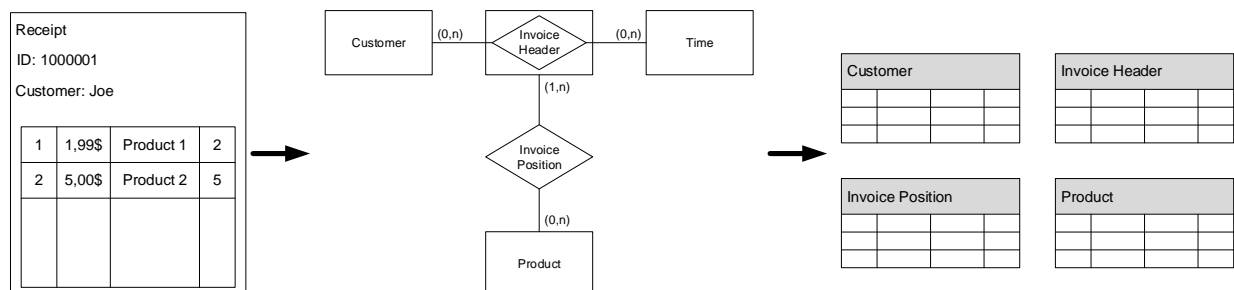 Receipt
ID: 1000001
Customer: Joe
1 1,99$ Product 1 2
2 5,00$ Product 2 5
Customer
(0,n)
Invoice
Header
(0,n)
Time
(1,n)
Invoice
Position
(0,n)
Product
Customer
Invoice Header
Invoice Position
Product